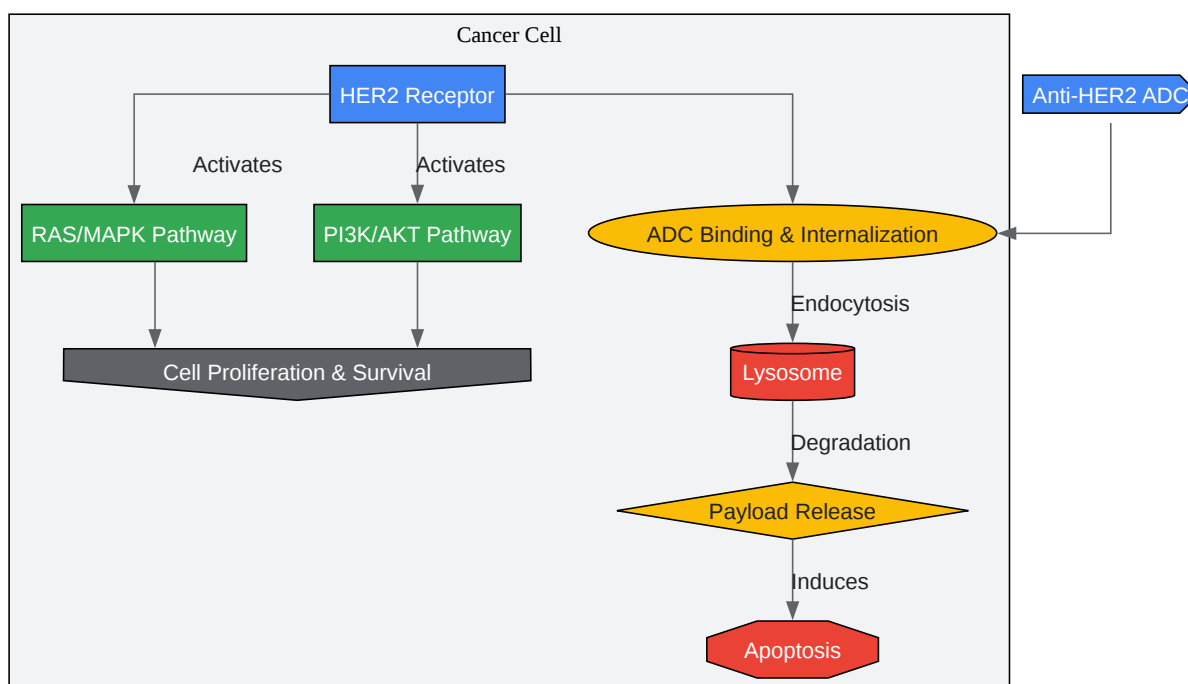 Cancer Cell
HER2 Receptor
Anti-HER2 ADC
Activates
Activates
RAS/MAPK Pathway
PI3K/AKT Pathway
ADC Binding & Internalization
Endocytosis
Cell Proliferation & Survival
Lysosome
Degradation
Payload Release
Induces
Apoptosis